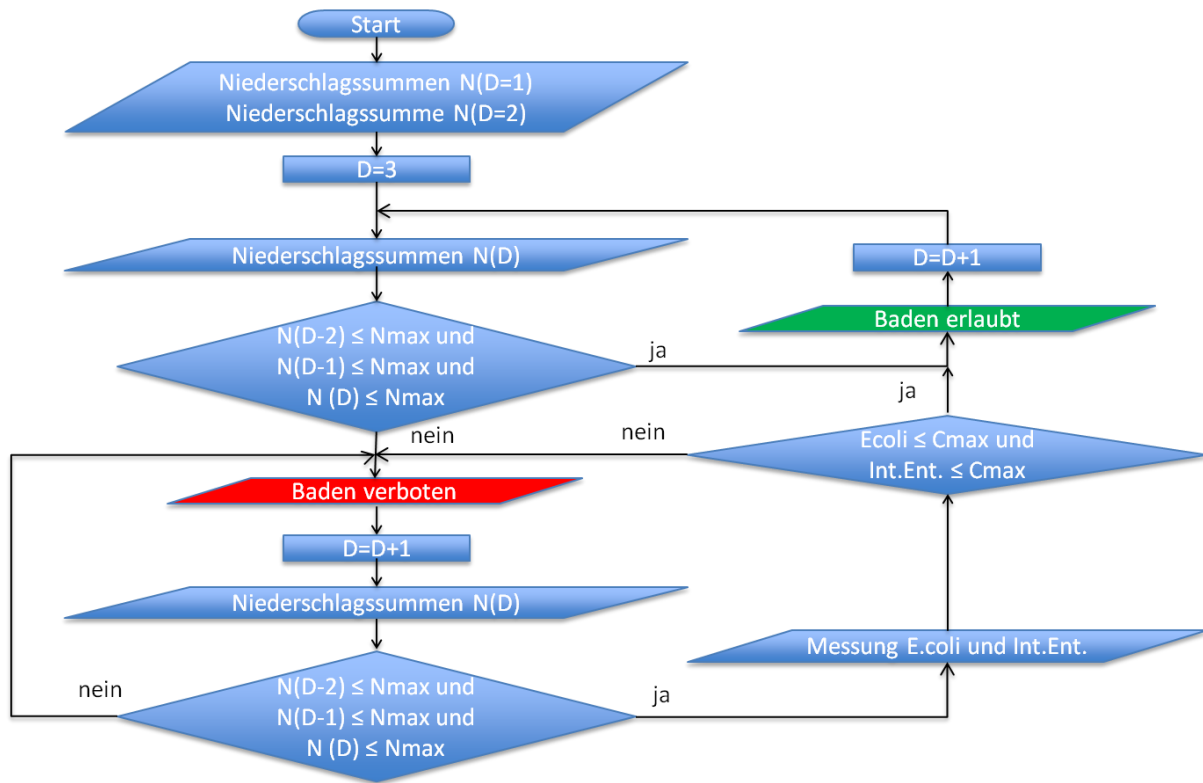 Start
Niederschlagssummen N(D=1)
Niederschlagssumme N(D=2)
D=3
Niederschlagssummen N(D)
D=D+1
Baden erlaubt
N(D-2) ≤ Nmax und
N(D-1) ≤ Nmax und
N (D) ≤ Nmax
ja
ja
nein
nein
Ecoli ≤ Cmax und
Int.Ent. ≤ Cmax
Baden verboten
D=D+1
Niederschlagssummen N(D)
Messung E.coli und Int.Ent.
nein
N(D-2) ≤ Nmax und
N(D-1) ≤ Nmax und
N (D) ≤ Nmax
ja